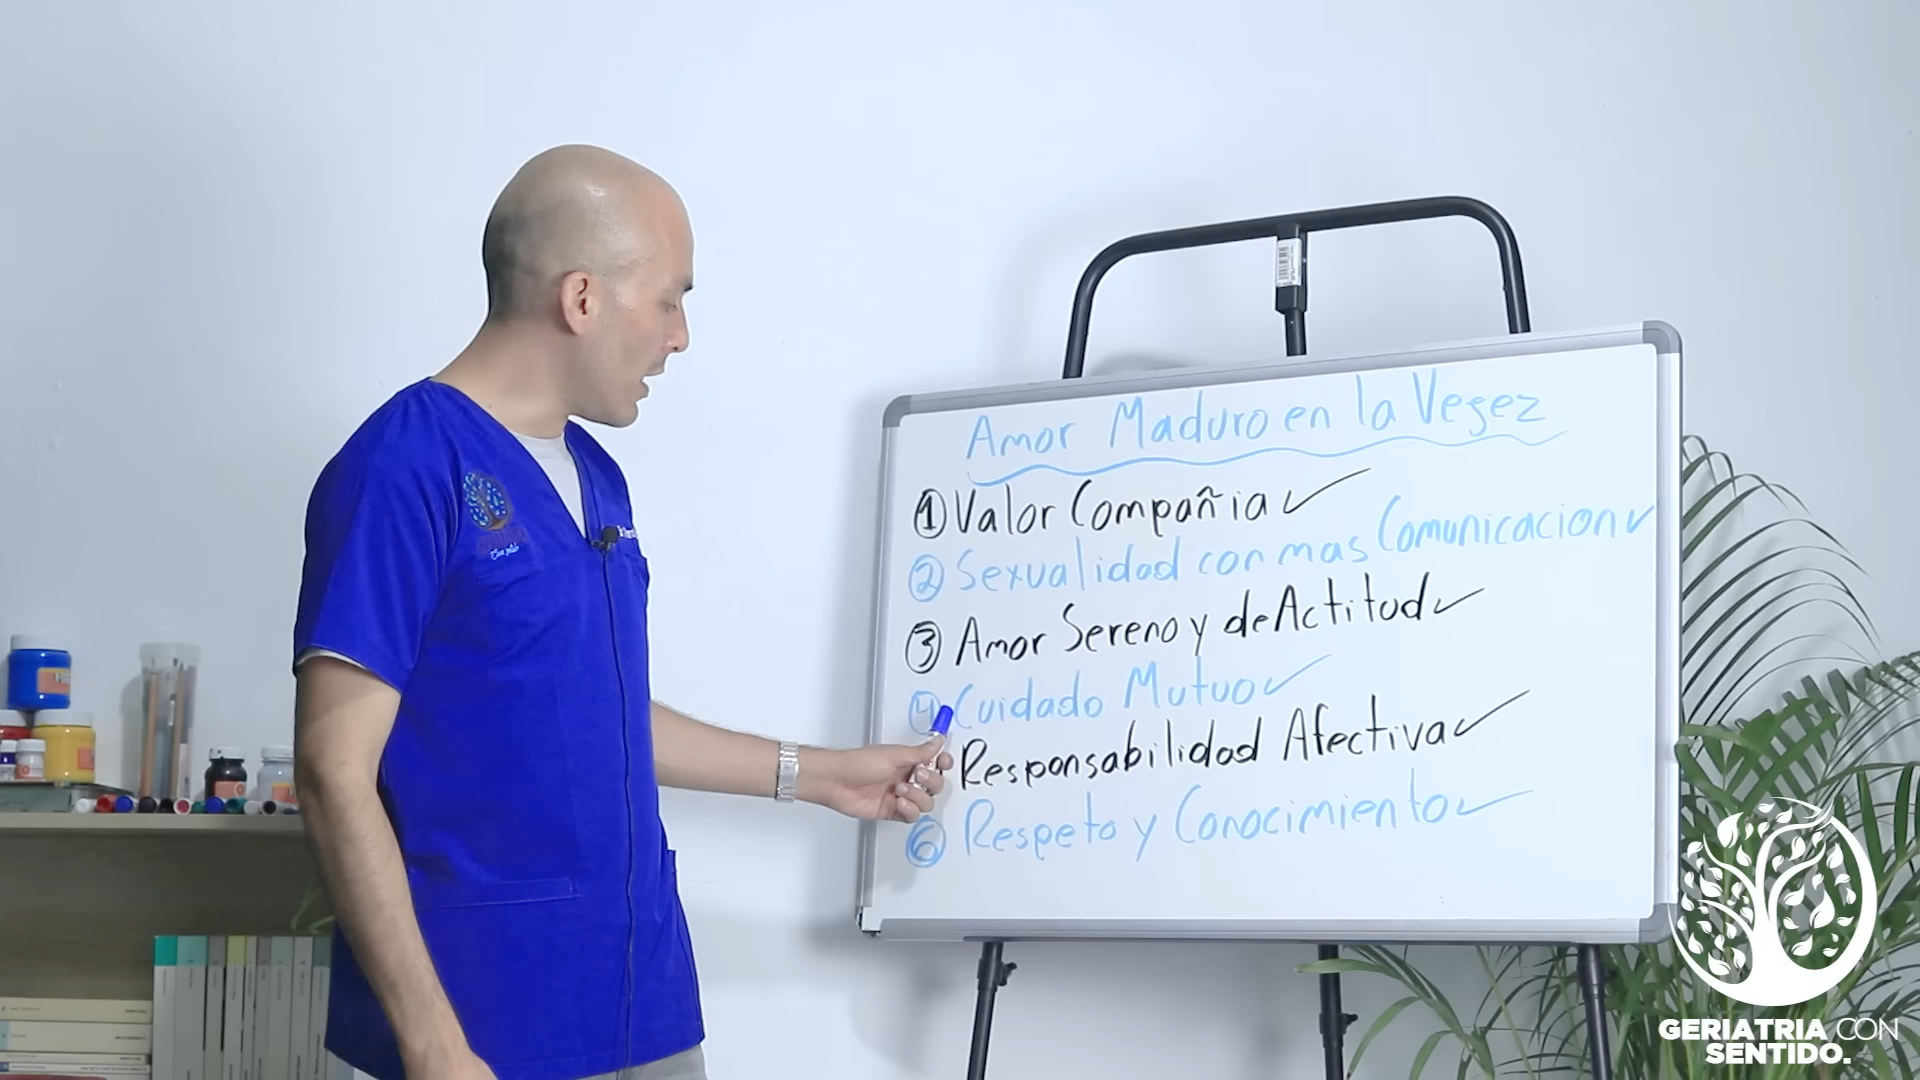 Amor Maduro en la Vegez
① Valor Compañia ✓
② Sexualidad con mas Comunicacion ✓
③ Amor Sereno y de Actitud ✓
④ Cuidado Mutuo ✓
Responsabilidad Afectiva ✓
⑥ Respeto y Conocimiento ✓
GERIATRIA CON
SENTIDO.